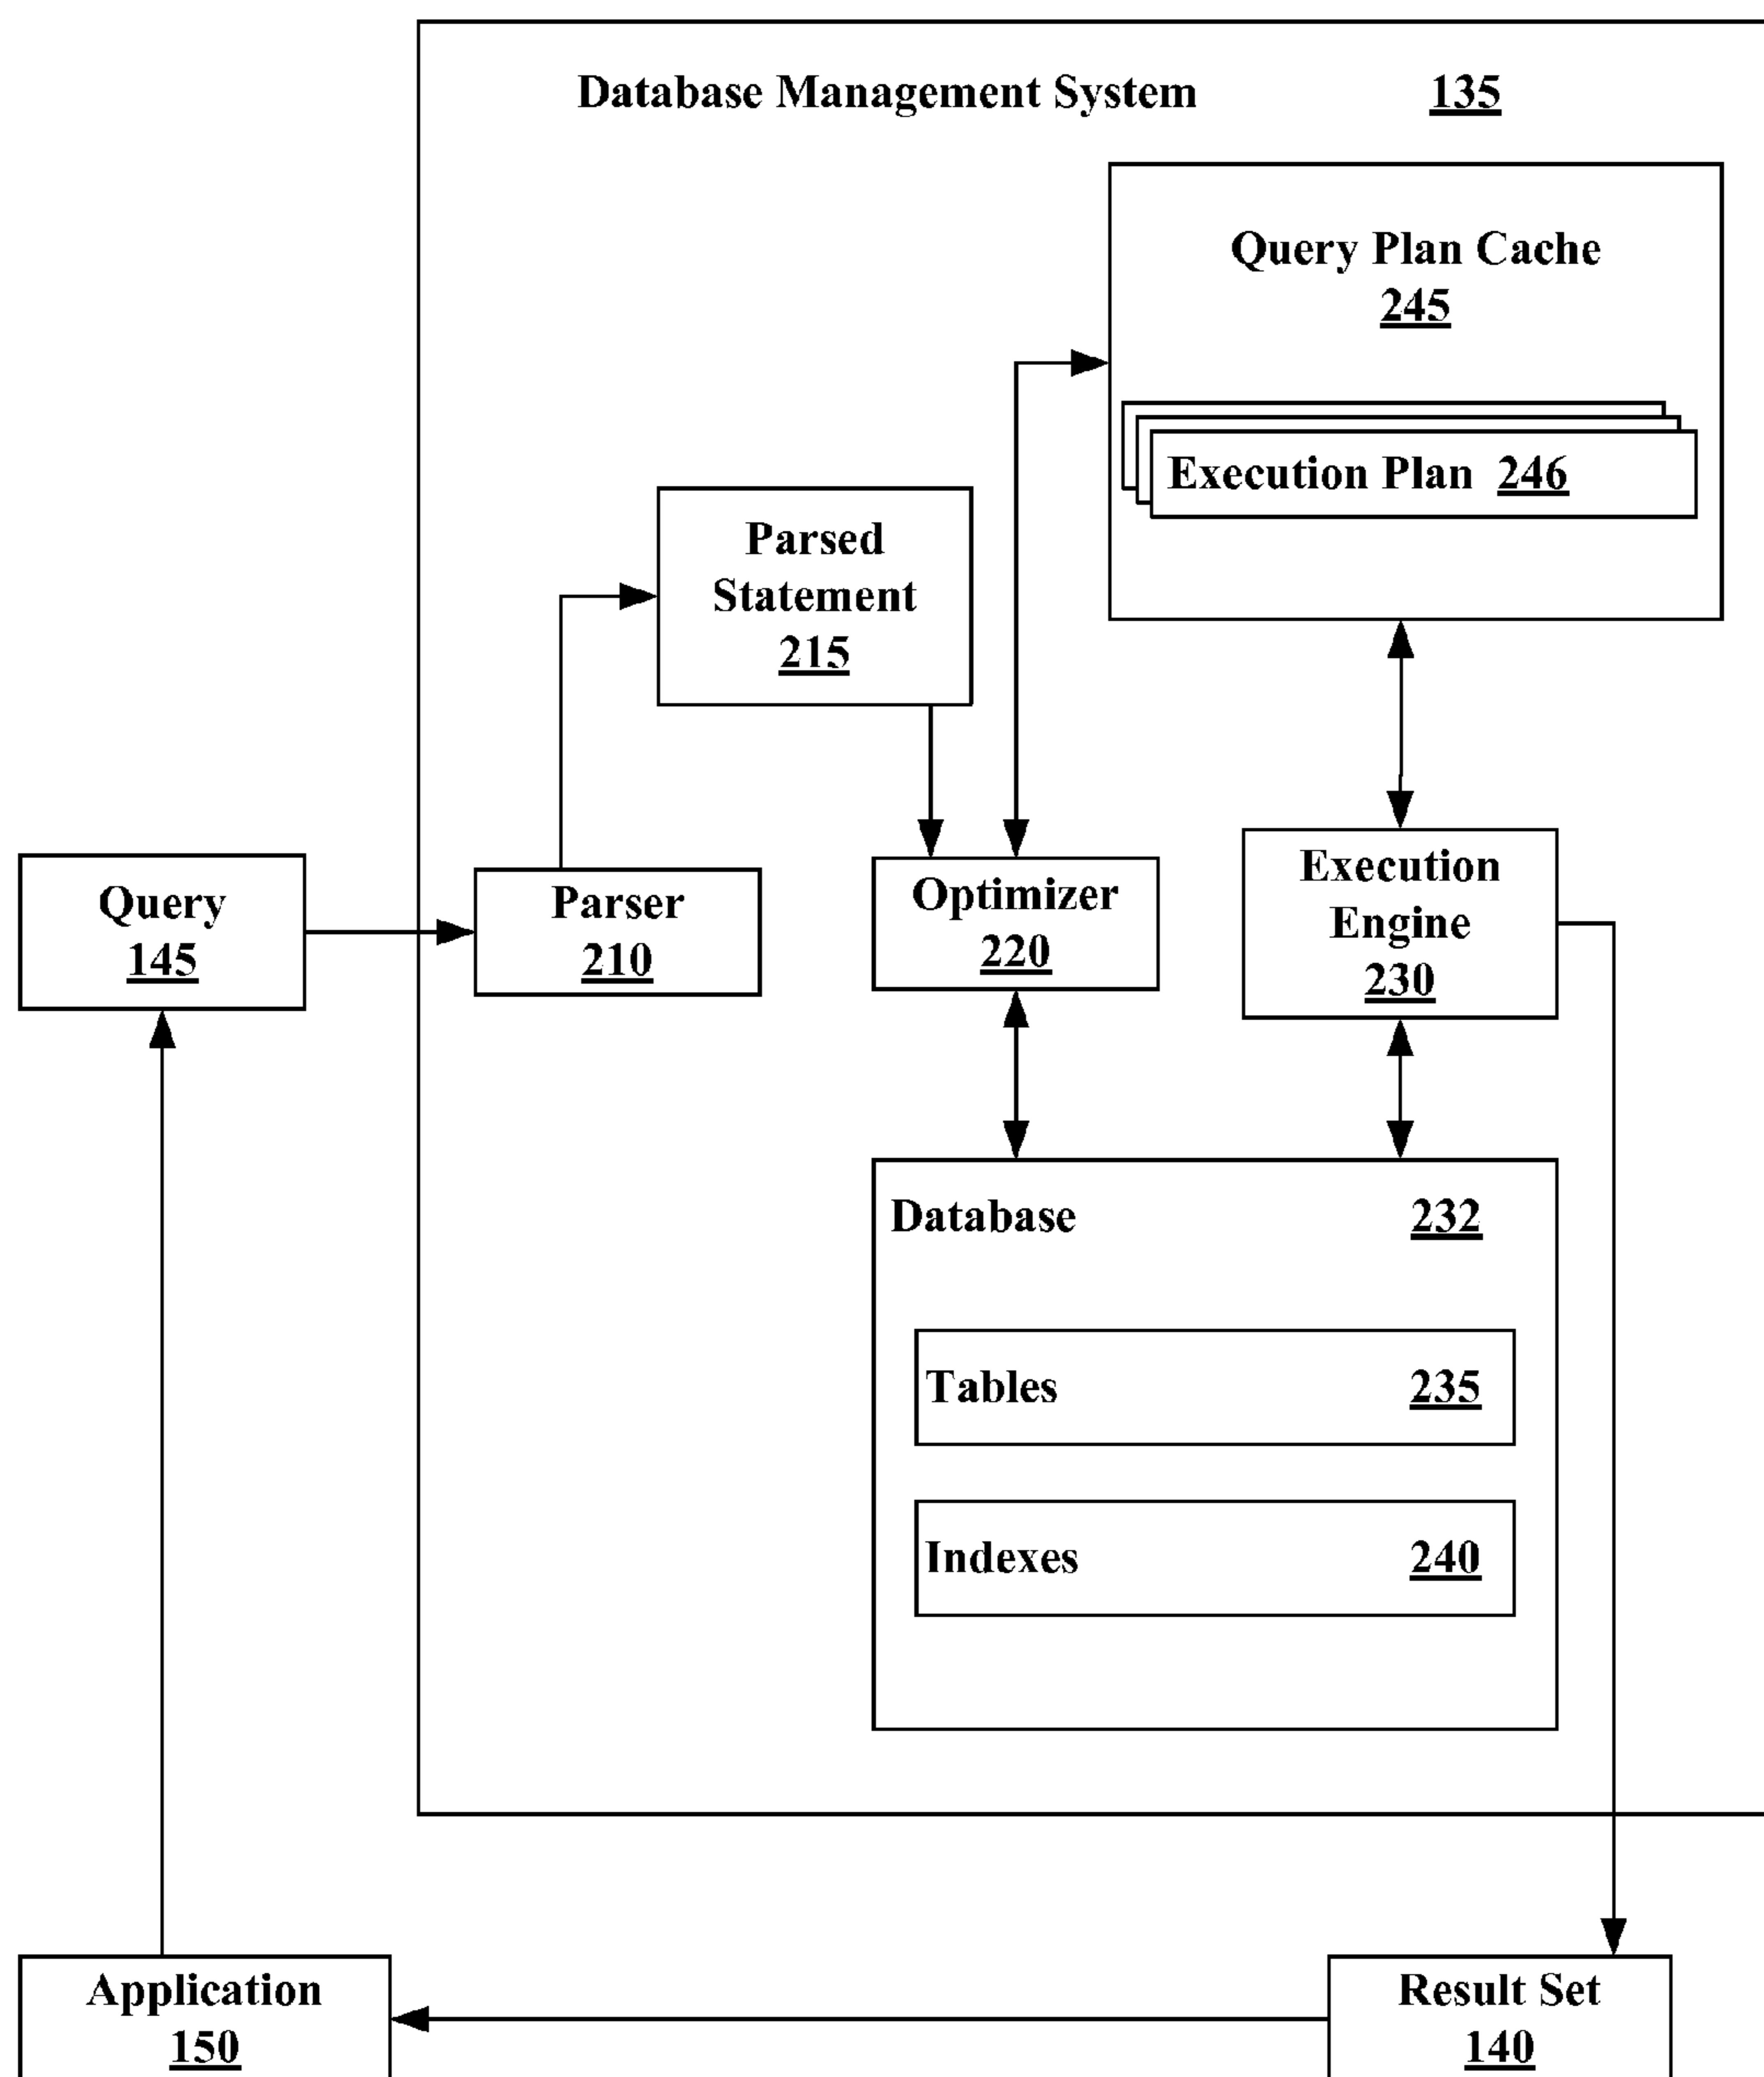 Database Management System 135
Query Plan Cache
245
Execution Plan 246
Parsed
Statement
215
Query
145
Parser
210
Optimizer
220
Execution
Engine
230
Database 232
Tables 235
Indexes 240
Application
150
Result Set
140